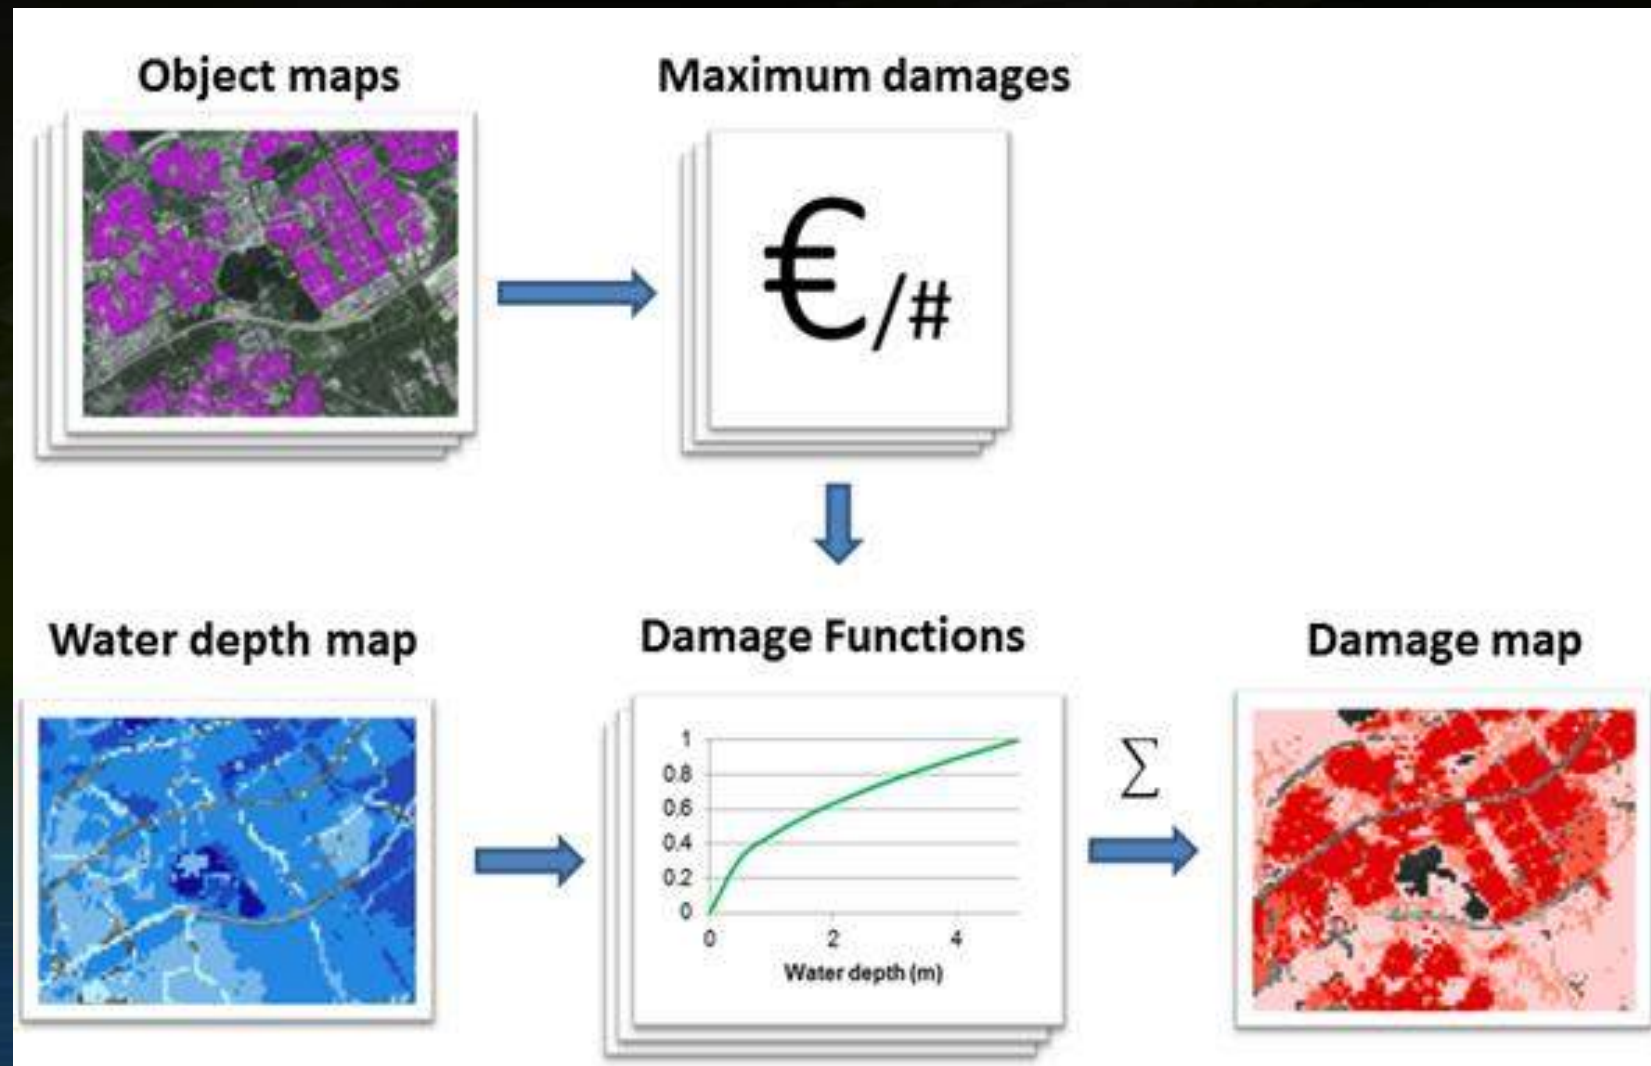 Object maps
Maximum damages
€/#
Water depth map
Damage Functions
Damage map
∑
1
0.8
0.6
0.4
0.2
0
0 2 4
Water depth (m)